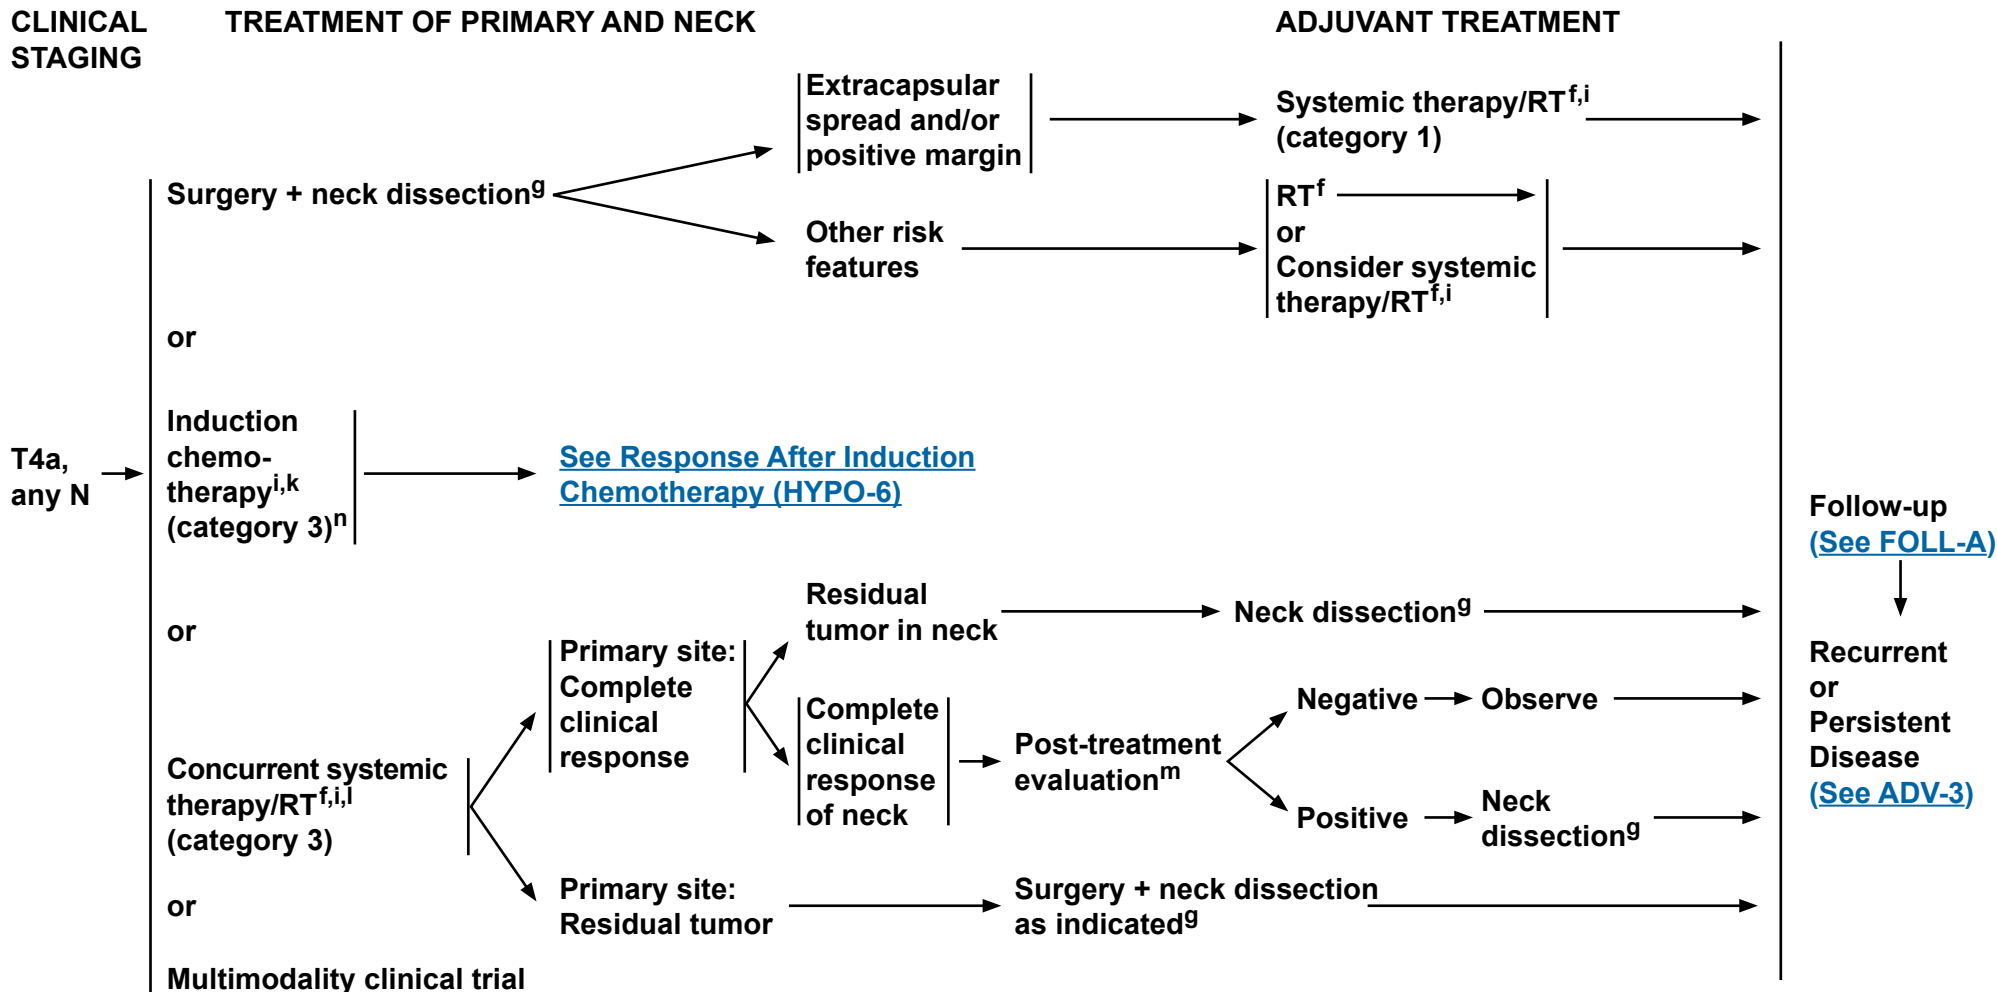 CLINICAL
STAGING
TREATMENT OF PRIMARY AND NECK
ADJUVANT TREATMENT
T4a,
any N
Surgery + neck dissectiong
Extracapsular
spread and/or
positive margin
Systemic therapy/RTf,i
(category 1)
Other risk
features
RTf
or
Consider systemic
therapy/RTf,i
or
Induction
chemo-
therapyi,k
(category 3)n
See Response After Induction
Chemotherapy (HYPO-6)
or
Concurrent systemic
therapy/RTf,i,l
(category 3)
Primary site:
Complete
clinical
response
Residual
tumor in neck
Neck dissectiong
Complete
clinical
response
of neck
Post-treatment
evaluationm
Negative
Observe
Positive
Neck
dissectiong
Primary site:
Residual tumor
Surgery + neck dissection
as indicatedg
or
Multimodality clinical trial
Follow-up
(See FOLL-A)
Recurrent
or
Persistent
Disease
(See ADV-3)